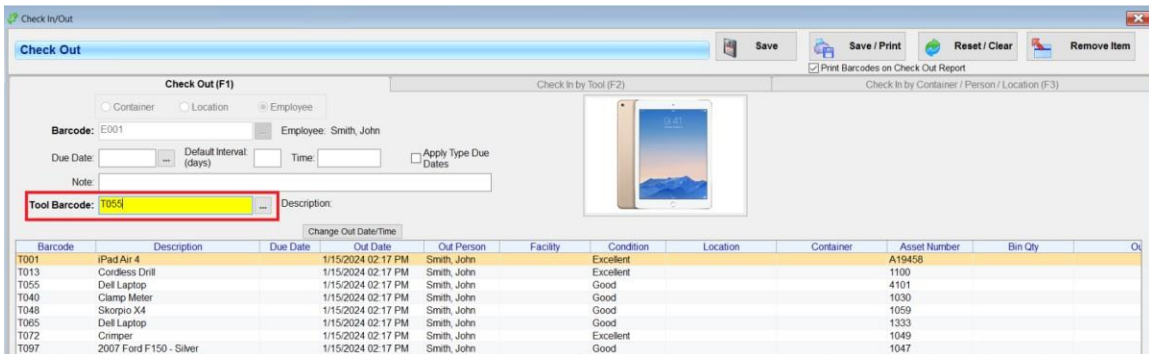 Check In/Out
Check Out
Save
Save / Print
Reset / Clear
Remove Item
Print Barcodes on Check Out Report
Check Out (F1)
Check In by Tool (F2)
Check In by Container / Person / Location (F3)
Container Location Employee
Barcode: E001 ... Employee: Smith, John
Due Date: ... Default Interval: (days) Time: Apply Type Due Dates
Note:
Tool Barcode: T055 ... Description:
Change Out Date/Time
Barcode Description Due Date Out Date Out Person Facility Condition Location Container Asset Number Bin Qty
T001 iPad Air 4 1/15/2024 02:17 PM Smith, John Excellent A19458
T013 Cordless Drill 1/15/2024 02:17 PM Smith, John Excellent 1100
T055 Dell Laptop 1/15/2024 02:17 PM Smith, John Good 4101
T040 Clamp Meter 1/15/2024 02:17 PM Smith, John Good 1030
T048 Skorpio X4 1/15/2024 02:17 PM Smith, John Good 1059
T065 Dell Laptop 1/15/2024 02:17 PM Smith, John Good 1333
T072 Crimper 1/15/2024 02:17 PM Smith, John Excellent 1049
T097 2007 Ford F150 - Silver 1/15/2024 02:17 PM Smith, John Good 1047